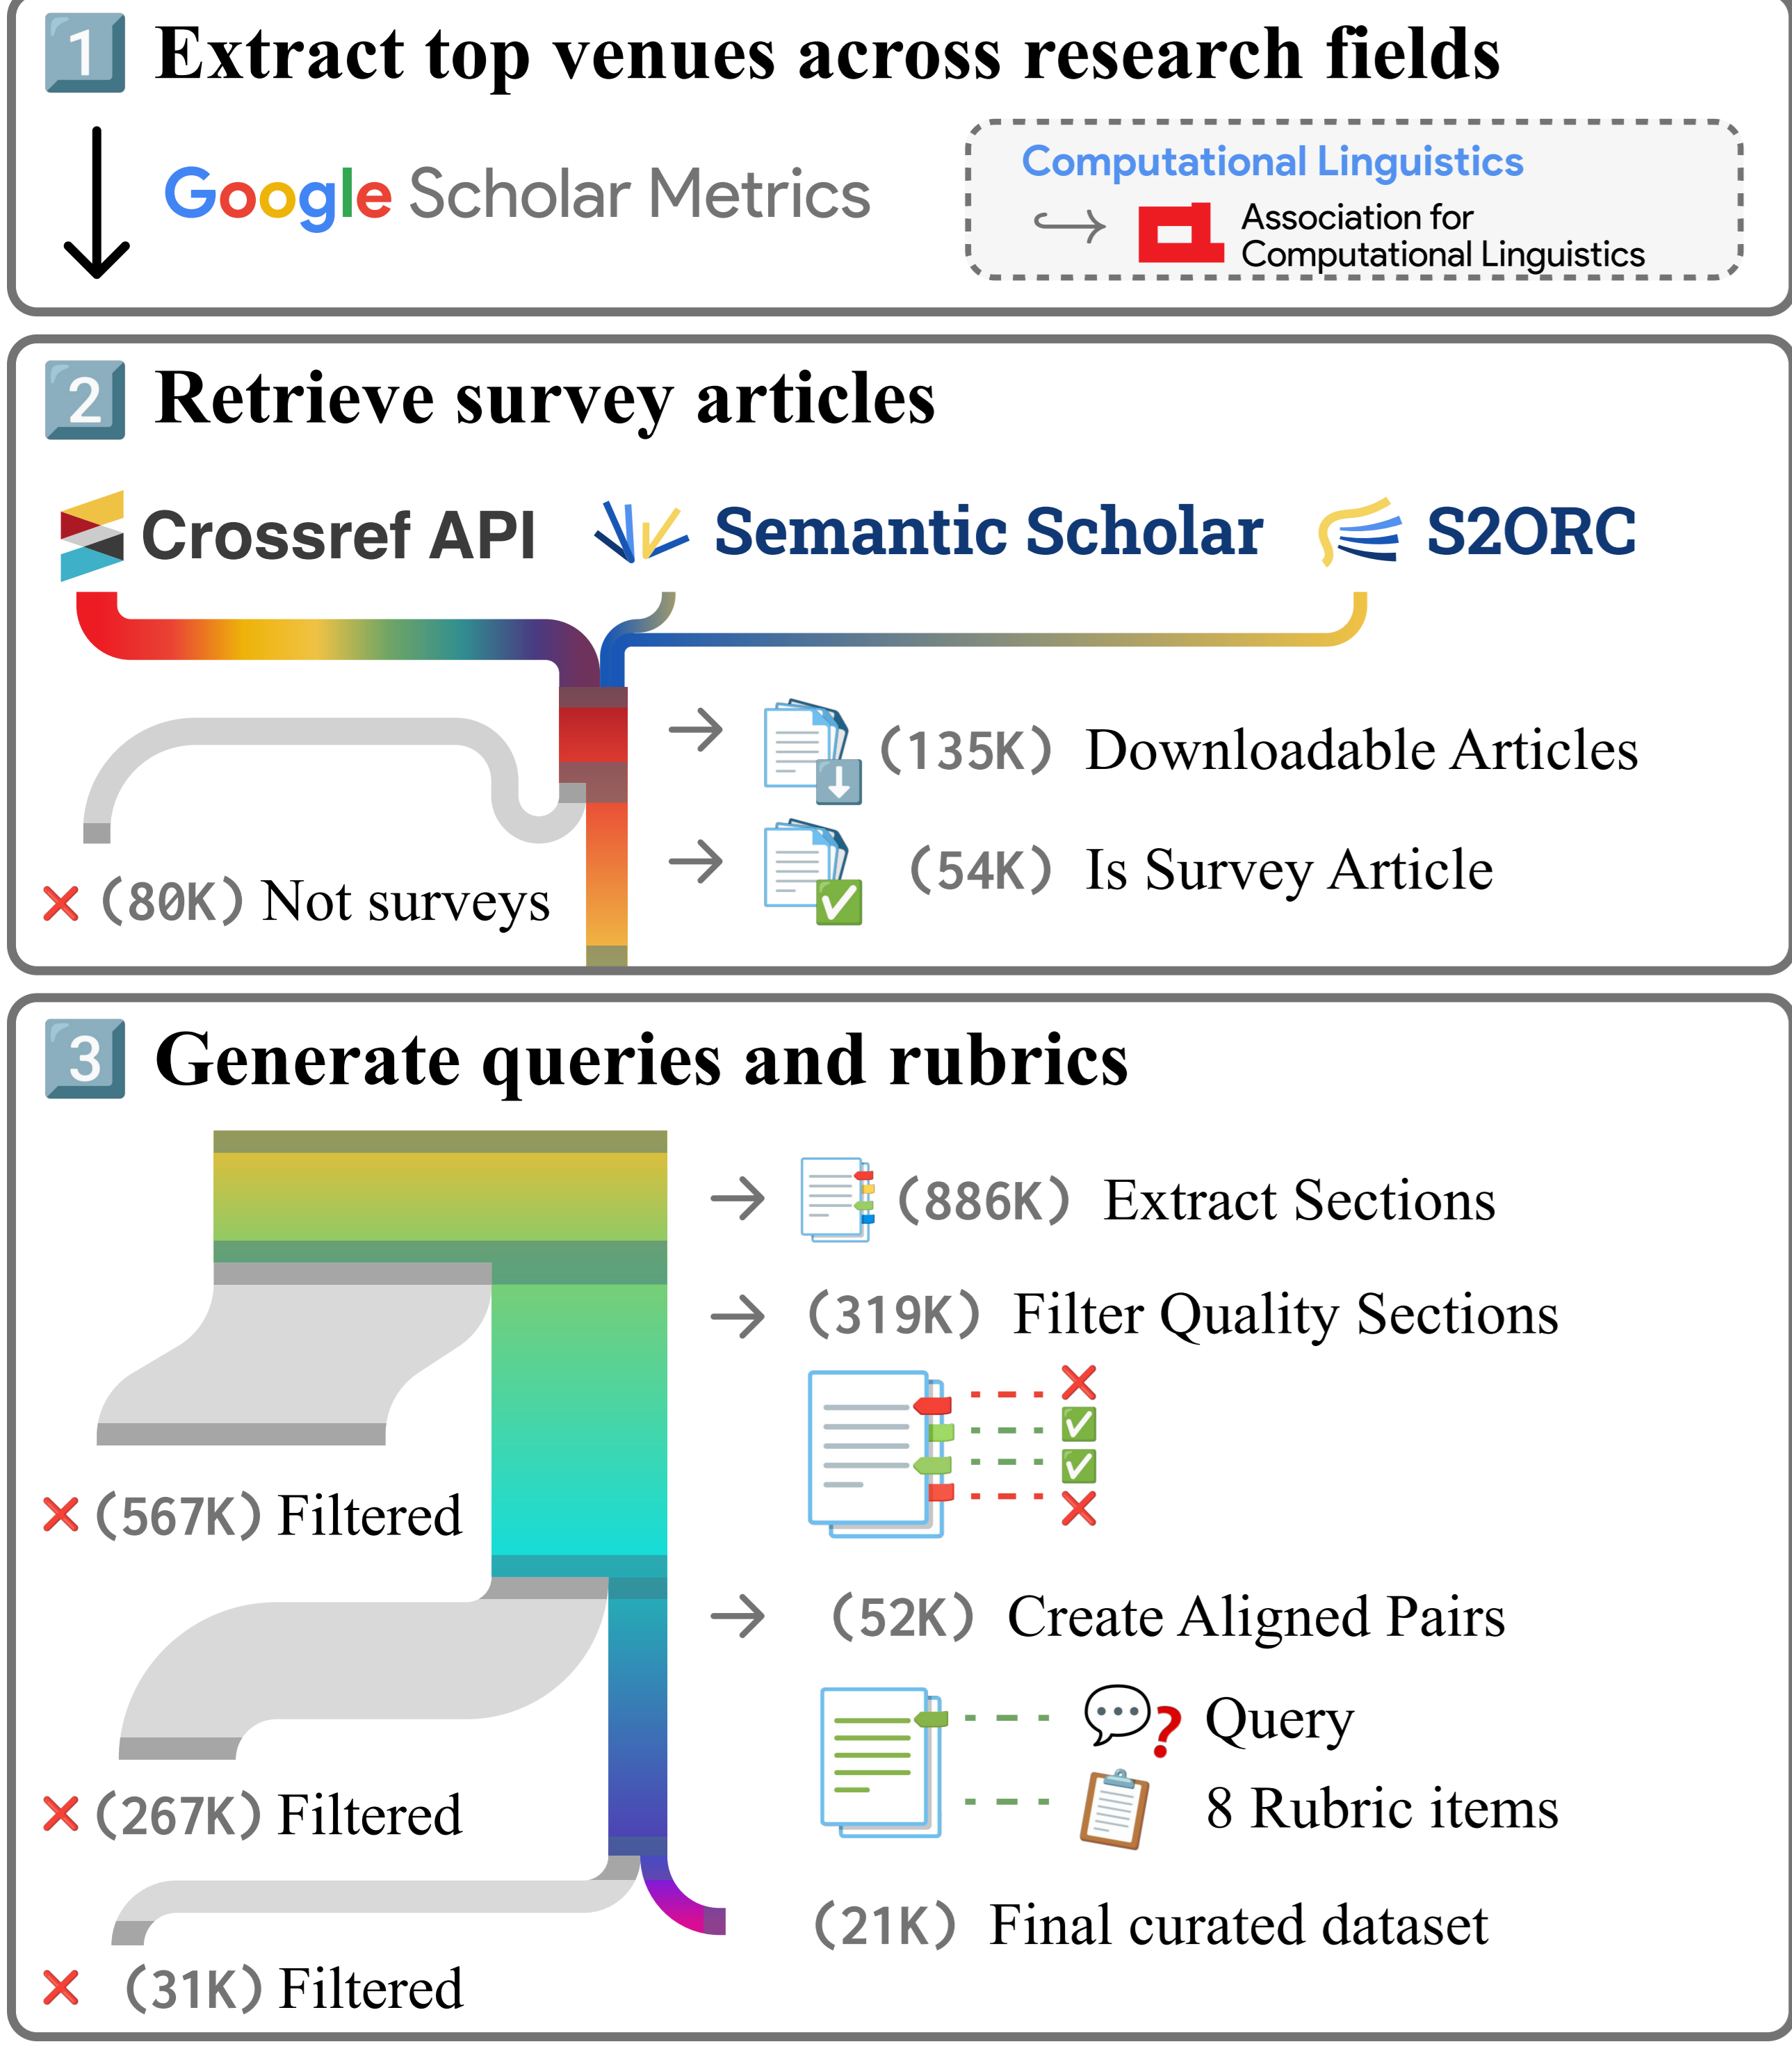 1 Extract top venues across research fields
Google Scholar Metrics
Computational Linguistics
Association for
Computational Linguistics
2 Retrieve survey articles
Crossref API
Semantic Scholar
S2ORC
(135K) Downloadable Articles
(54K) Is Survey Article
(80K) Not surveys
3 Generate queries and rubrics
(886K) Extract Sections
(319K) Filter Quality Sections
(567K) Filtered
(52K) Create Aligned Pairs
? Query
8 Rubric items
(267K) Filtered
(21K) Final curated dataset
(31K) Filtered